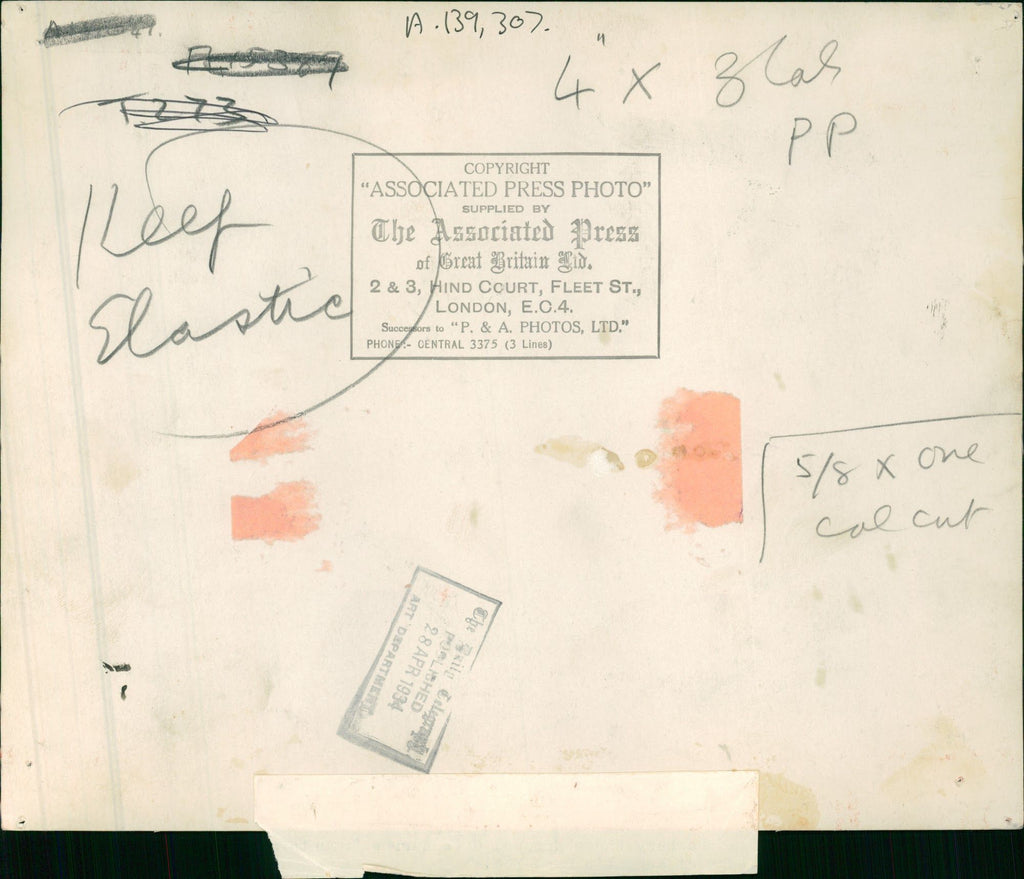 A.139,307.
4" X 3 Cols
PP
Keep
Elastic
COPYRIGHT
"ASSOCIATED PRESS PHOTO"
SUPPLIED BY
The Associated Press
of Great Britain Ltd.
2 & 3, HIND COURT, FLEET ST.,
LONDON, E.C.4.
Successors to "P. & A. PHOTOS, LTD."
PHONE:- CENTRAL 3375 (3 Lines)
5/8 X one
col cut
The Daily Telegraph
PUBLISHED
28 APR 1934
ART DEPARTMENT